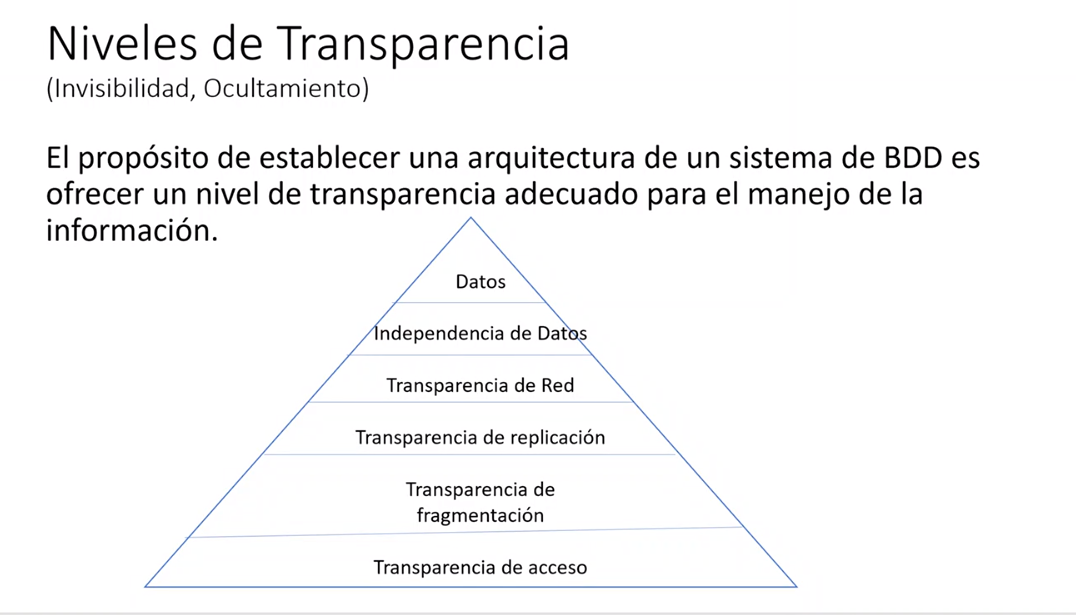 Niveles de Transparencia
(Invisibilidad, Ocultamiento)
El propósito de establecer una arquitectura de un sistema de BDD es
ofrecer un nivel de transparencia adecuado para el manejo de la
información.
Datos
Independencia de Datos
Transparencia de Red
Transparencia de replicación
Transparencia de
fragmentación
Transparencia de acceso